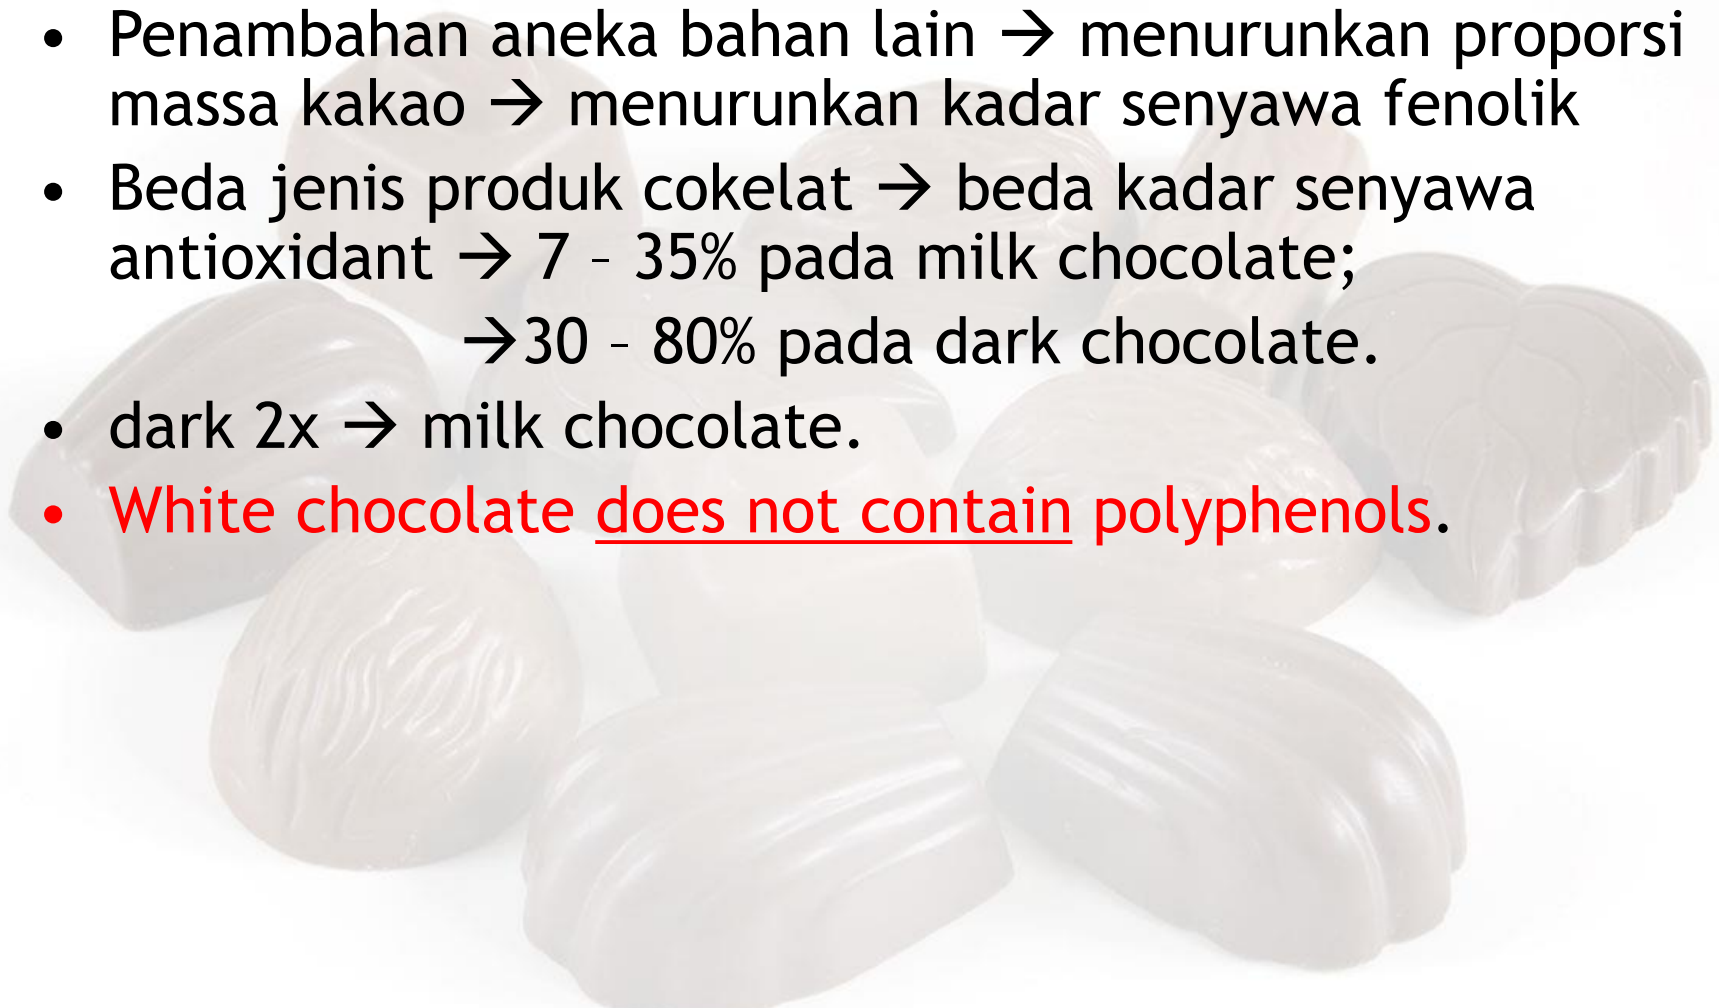 • Penambahan aneka bahan lain → menurunkan proporsi
massa kakao → menurunkan kadar senyawa fenolik
• Beda jenis produk cokelat → beda kadar senyawa
antioxidant → 7 – 35% pada milk chocolate;
→30 – 80% pada dark chocolate.
• dark 2x → milk chocolate.
• White chocolate does not contain polyphenols.